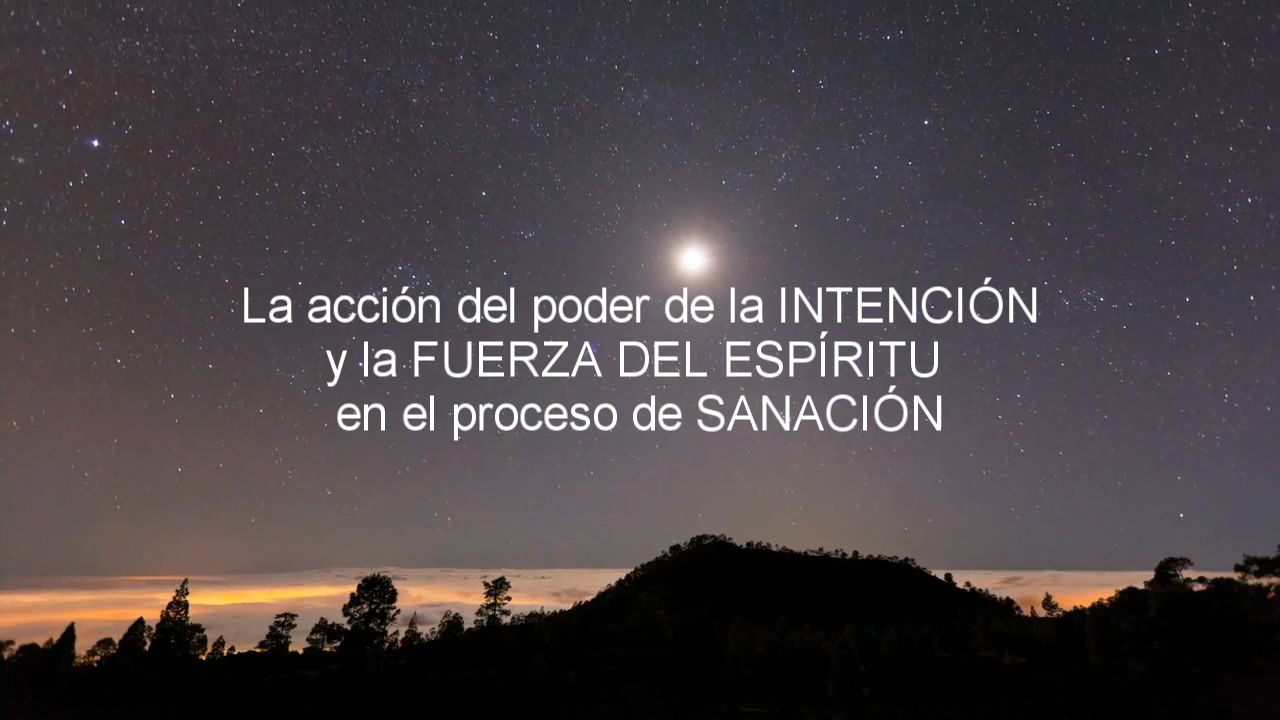 La acción del poder de la INTENCIÓN
y la FUERZA DEL ESPÍRITU
en el proceso de SANACIÓN